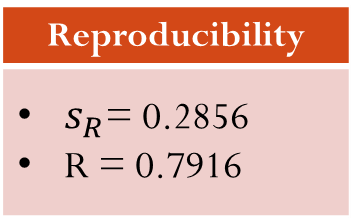 Reproducibility
• s_R = 0.2856
• R = 0.7916